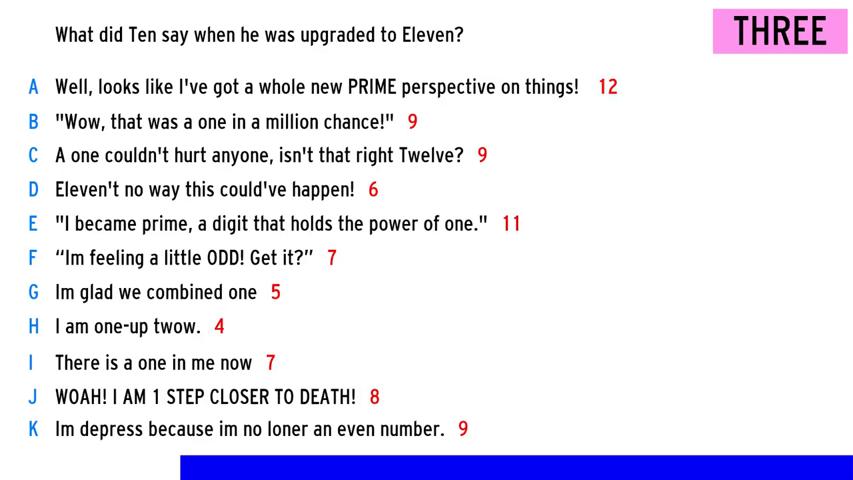 What did Ten say when he was upgraded to Eleven?
THREE
A Well, looks like I've got a whole new PRIME perspective on things! 12
B "Wow, that was a one in a million chance!" 9
C A one couldn't hurt anyone, isn't that right Twelve? 9
D Eleven't no way this could've happen! 6
E "I became prime, a digit that holds the power of one." 11
F “Im feeling a little ODD! Get it?” 7
G Im glad we combined one 5
H I am one-up twow. 4
I There is a one in me now 7
J WOAH! I AM 1 STEP CLOSER TO DEATH! 8
K Im depress because im no loner an even number. 9